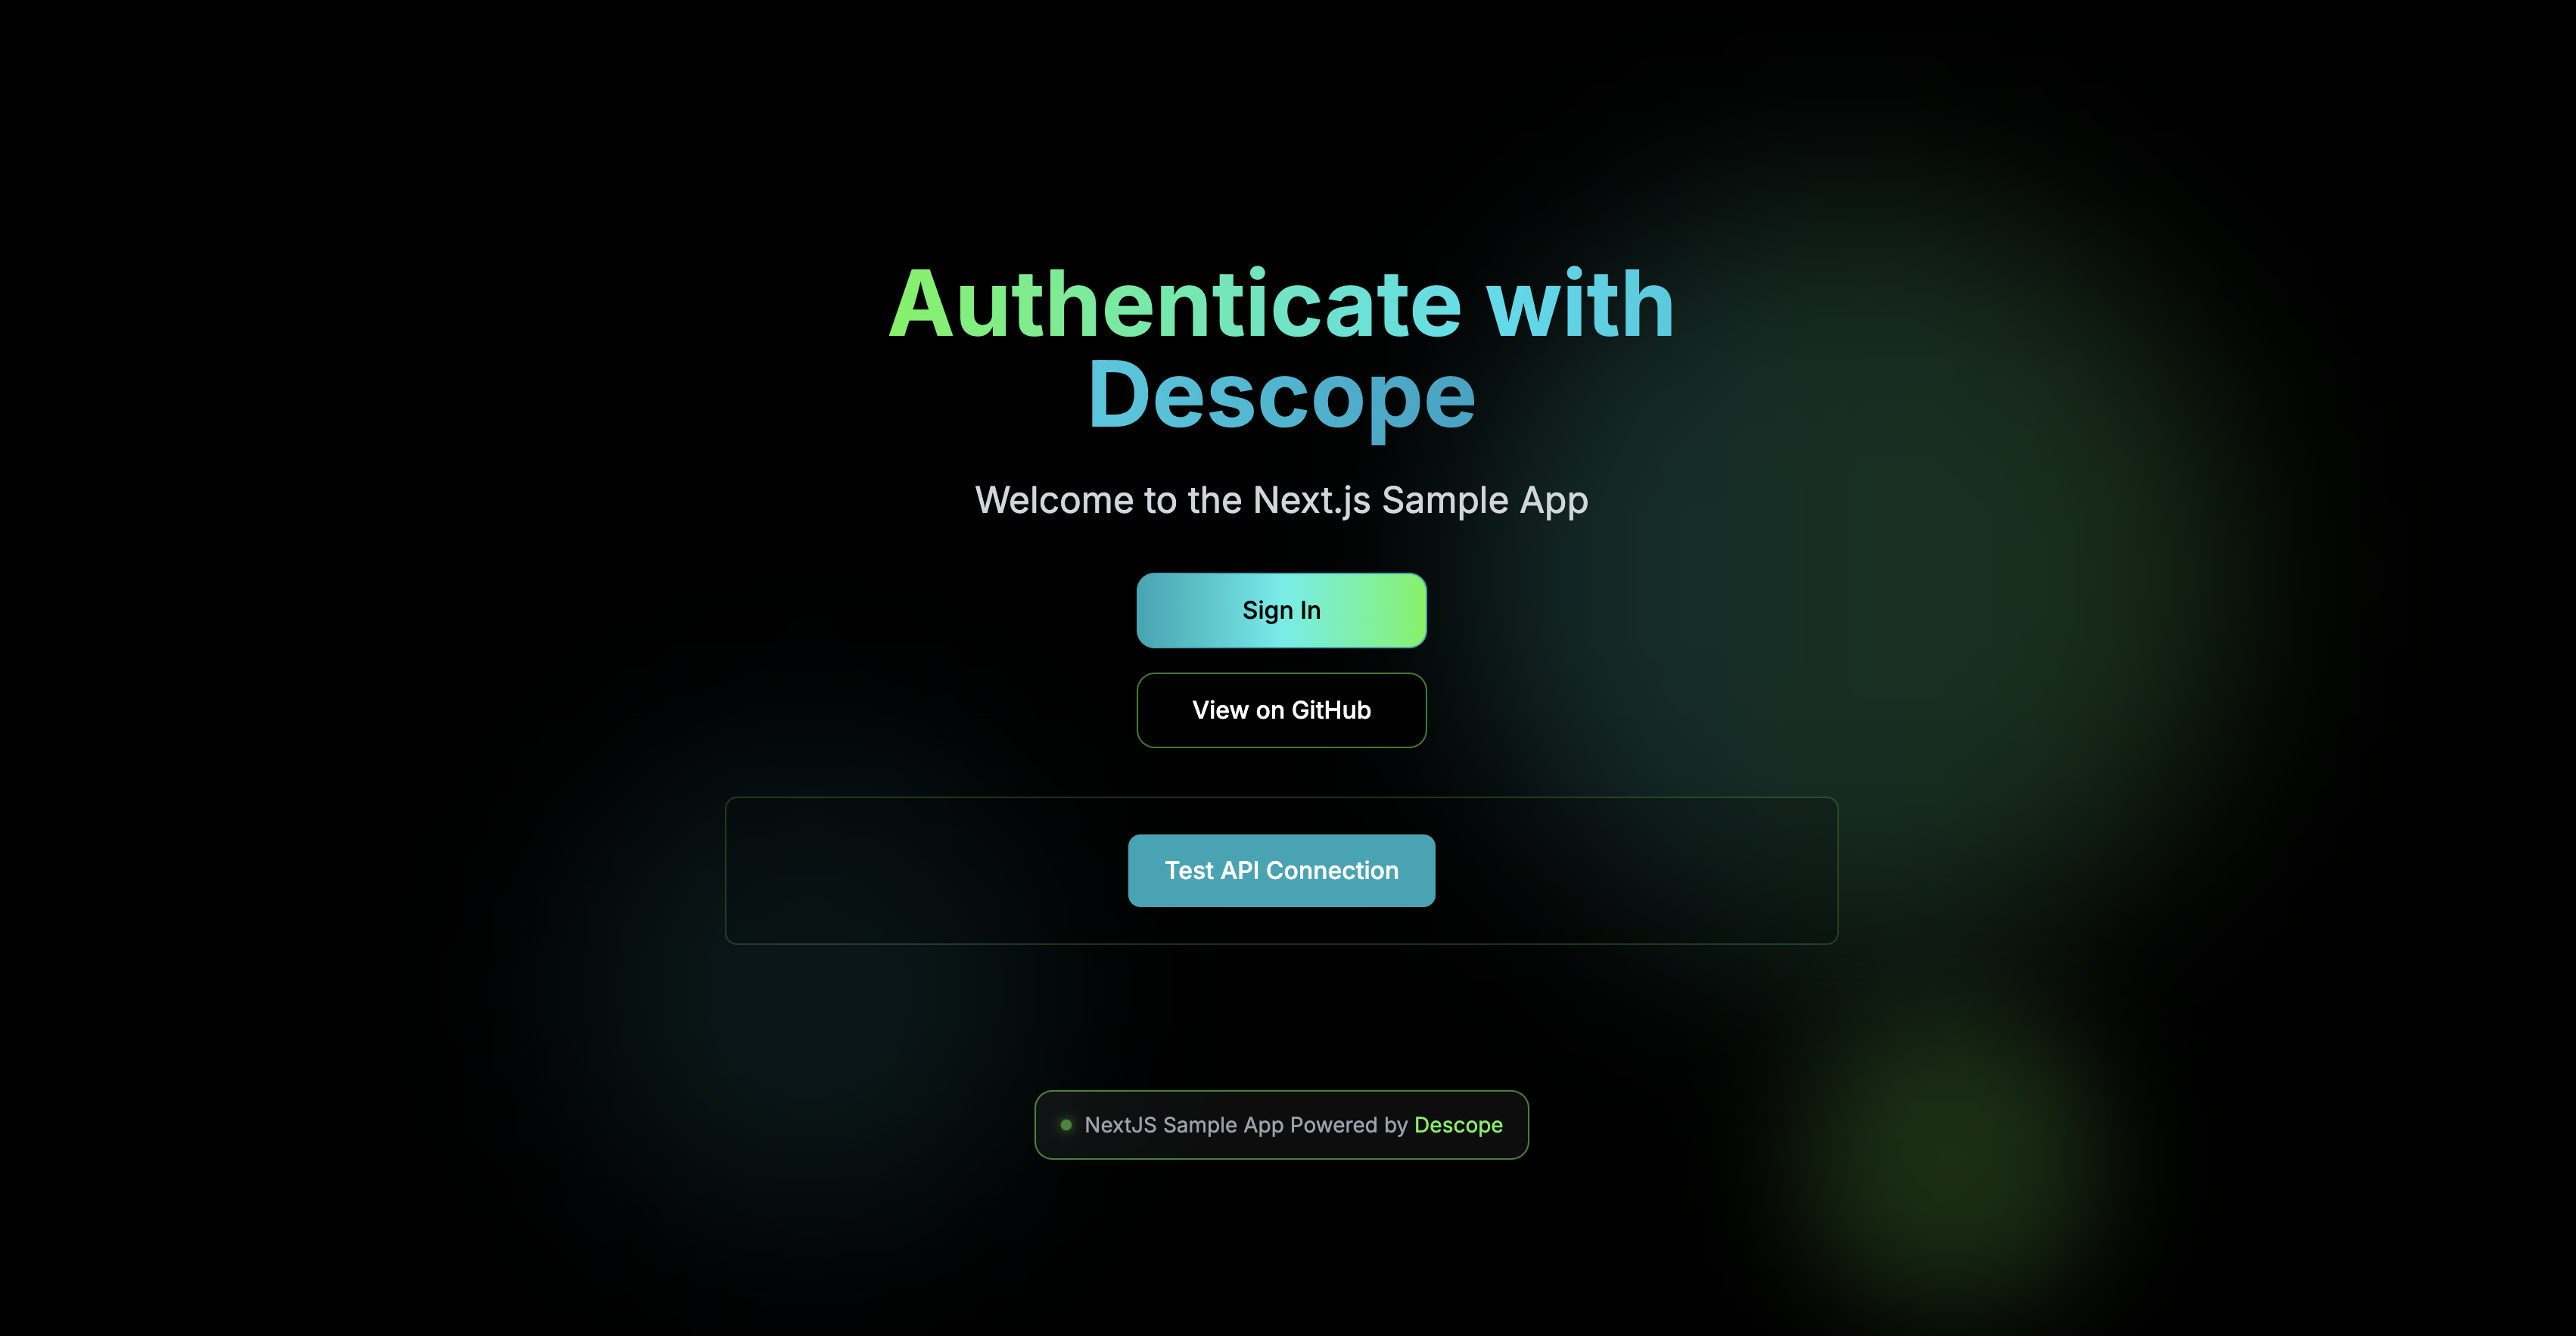 Authenticate with
Descope
Welcome to the Next.js Sample App
Sign In
View on GitHub
Test API Connection
NextJS Sample App Powered by Descope